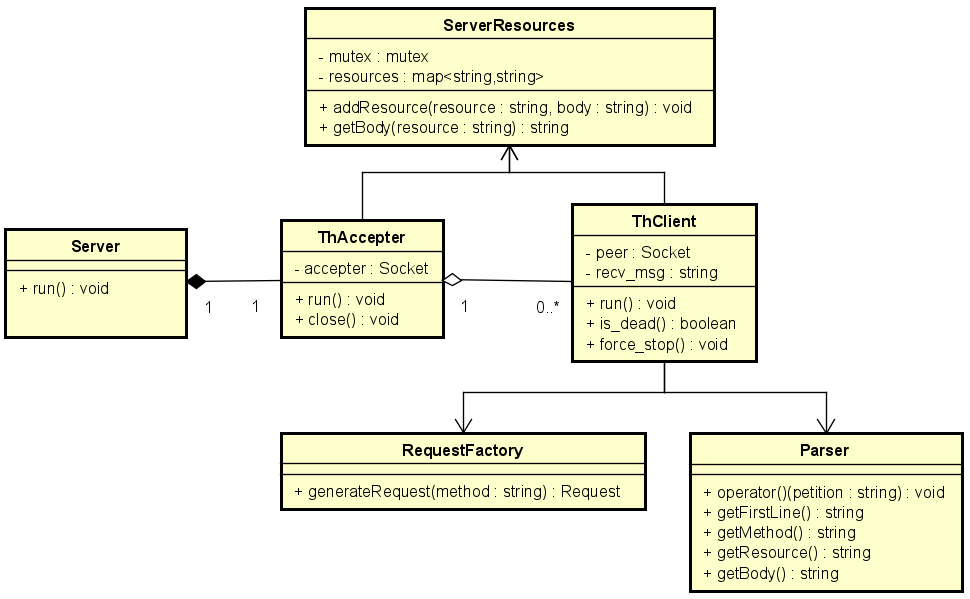 ServerResources
- mutex : mutex
- resources : map<string,string>
+ addResource(resource : string, body : string) : void
+ getBody(resource : string) : string
Server
+ run() : void
1
1
ThAccepter
- accepter : Socket
+ run() : void
+ close() : void
1
0..*
ThClient
- peer : Socket
- recv_msg : string
+ run() : void
+ is_dead() : boolean
+ force_stop() : void
RequestFactory
+ generateRequest(method : string) : Request
Parser
+ operator()(petition : string) : void
+ getFirstLine() : string
+ getMethod() : string
+ getResource() : string
+ getBody() : string